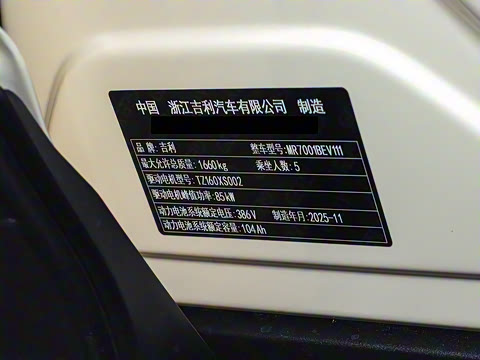 中国 浙江吉利汽车有限公司 制造
品牌:吉利 整车型号:MR7001BEV111
最大允许总质量:1660kg 乘坐人数:5
驱动电机型号:TZ160XS002
驱动电机峰值功率:85kW
动力电池系统额定电压:386V 制造年月:2025-11
动力电池系统额定容量:104Ah